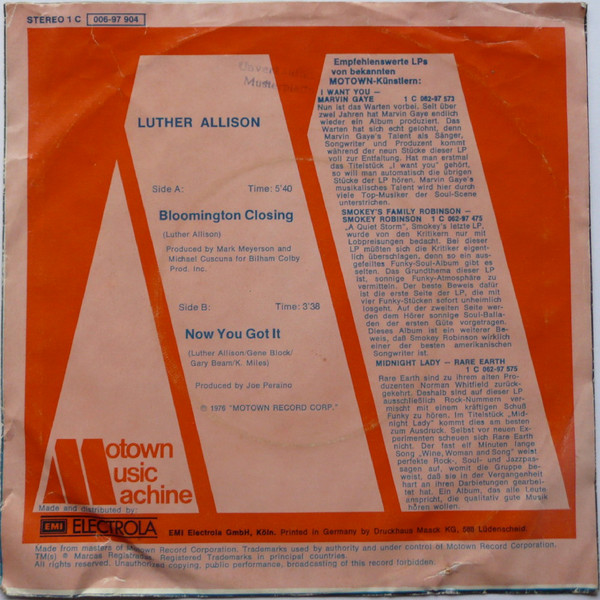 STEREO 1 C 006-97 904
LUTHER ALLISON
Side A: Time: 5'40
Bloomington Closing
(Luther Allison)
Produced by Mark Meyerson and
Michael Cuscuna for Bilham Colby
Prod. Inc.
Side B: Time: 3'38
Now You Got It
(Luther Allison/Gene Block/
Gary Beam/K. Miles)
Produced by Joe Peraino
℗ 1976 "MOTOWN RECORD CORP."
Empfehlenswerte LPs
von bekannten
MOTOWN-Künstlern:
I WANT YOU –
MARVIN GAYE 1 C 062-97 573
Nun ist das Warten vorbei. Seit über
zwei Jahren hat Marvin Gaye endlich
wieder ein Album produziert. Das
Warten hat sich echt gelohnt, denn
Marvin Gaye's Talent als Sänger,
Songwriter und Produzent kommt
während der neun Stücke dieser LP
voll zur Entfaltung. Hat man erstmal
das Titelstück „I want you" gehört,
so will man automatisch die übrigen
Stücke der LP hören. Marvin Gaye's
musikalisches Talent wird hier durch
viele Top-Musiker der Soul-Scene
unterstrichen.
SMOKEY'S FAMILY ROBINSON –
SMOKEY ROBINSON 1 C 062-97 475
„A Quiet Storm", Smokey's letzte LP,
wurde von den Kritikern nur mit
Lobpreisungen bedacht. Bei dieser
LP müßten sich die Kritiker eigent-
lich überschlagen, denn so ein aus-
gefeiltes Funky-Soul-Album gibt es
selten. Das Grundthema dieser LP
ist, sonnige Funky-Atmosphäre zu
vermitteln. Der beste Beweis dafür
ist die erste Seite der LP, die mit
vier Funky-Stücken sofort unheimlich
losgeht. Auf der zweiten Seite wer-
den dem Hörer sonnige Soul-Balla-
den der ersten Güte vorgetragen.
Dieses Album ist ein weiterer Be-
weis, daß Smokey Robinson wirklich
einer der besten amerikanischen
Songwriter ist.
MIDNIGHT LADY – RARE EARTH
1 C 062-97 575
Rare Earth sind zu ihrem alten Pro-
duzenten Norman Whitfield zurück-
gekehrt. Deshalb sind auf dieser LP
ausschließlich Rock-Nummern ver-
mischt mit einem kräftigen Schuß
Funky zu hören. Im Titelstück „Mid-
night Lady" kommt dies am besten
zum Ausdruck. Selbst vor neuen Ex-
perimenten scheuen sich Rare Earth
nicht. Der fast elf Minuten lange
Song „Wine, Woman and Song" weist
perfekte Rock-, Soul- und Jazzpas-
sagen auf, womit die Gruppe be-
weist, daß sie in der Vergangenheit
hart an ihren Darbietungen gearbei-
tet hat. Ein Album, das alle Leute
anspricht, die qualitativ gute Musik
hören wollen.
Motown
Music
Machine
Made and distributed by:
EMI ELECTROLA EMI Electrola GmbH, Köln. Printed in Germany by Druckhaus Maack KG, 588 Lüdenscheid.
Made from masters of Motown Record Corporation. Trademarks used by authority and under control of Motown Record Corporation.
TM(s) ® Marcas Registradas. Registered Trademarks in principal countries.
All rights reserved. Unauthorized copying, public performance, broadcasting of this record forbidden.